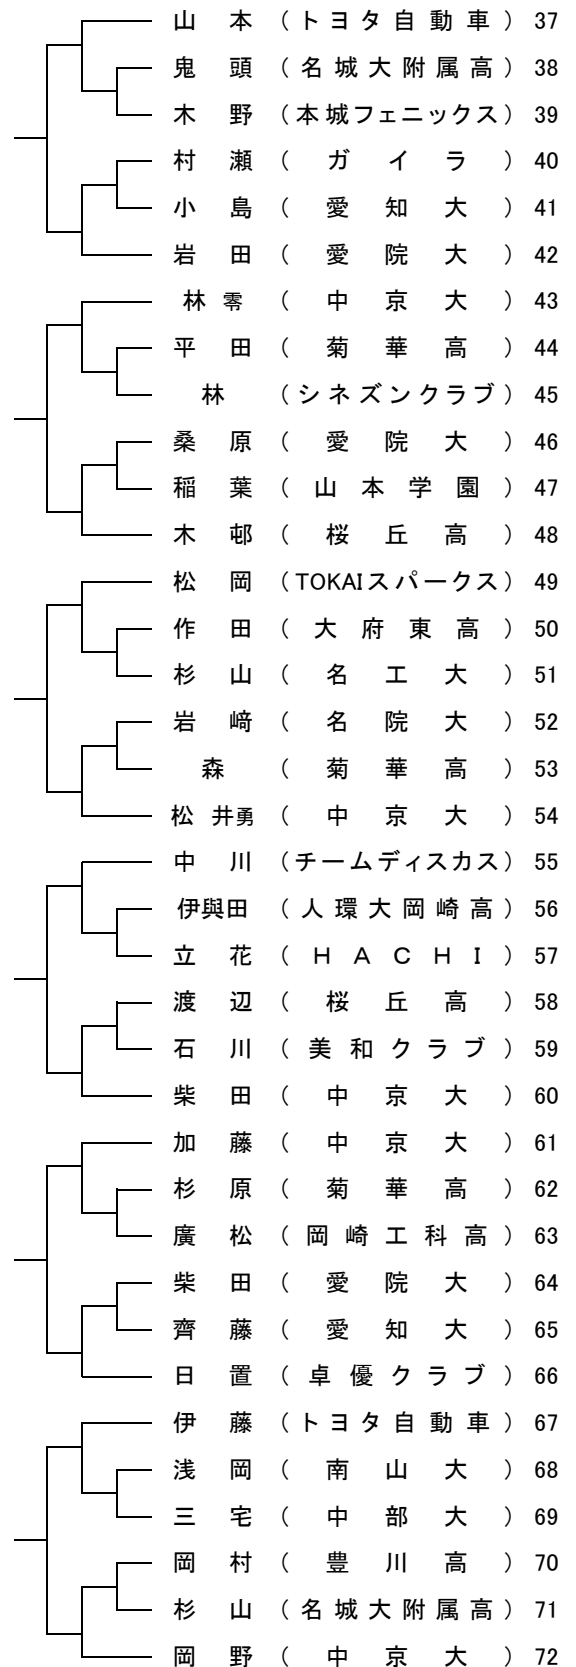 山本（トヨタ自動車）37
鬼頭（名城大附属高）38
木野（本城フェニックス）39
村瀬（ガイラ）40
小島（愛知大）41
岩田（愛院大）42
林零（中京大）43
平田（菊華高）44
林（シネズンクラブ）45
桑原（愛院大）46
稲葉（山本学園）47
木邨（桜丘高）48
松岡（TOKAIスパークス）49
作田（大府東高）50
杉山（名工大）51
岩﨑（名院大）52
森（菊華高）53
松井勇（中京大）54
中川（チームディスカス）55
伊與田（人環大岡崎高）56
立花（ＨＡＣＨＩ）57
渡辺（桜丘高）58
石川（美和クラブ）59
柴田（中京大）60
加藤（中京大）61
杉原（菊華高）62
廣松（岡崎工科高）63
柴田（愛院大）64
齊藤（愛知大）65
日置（卓優クラブ）66
伊藤（トヨタ自動車）67
浅岡（南山大）68
三宅（中部大）69
岡村（豊川高）70
杉山（名城大附属高）71
岡野（中京大）72